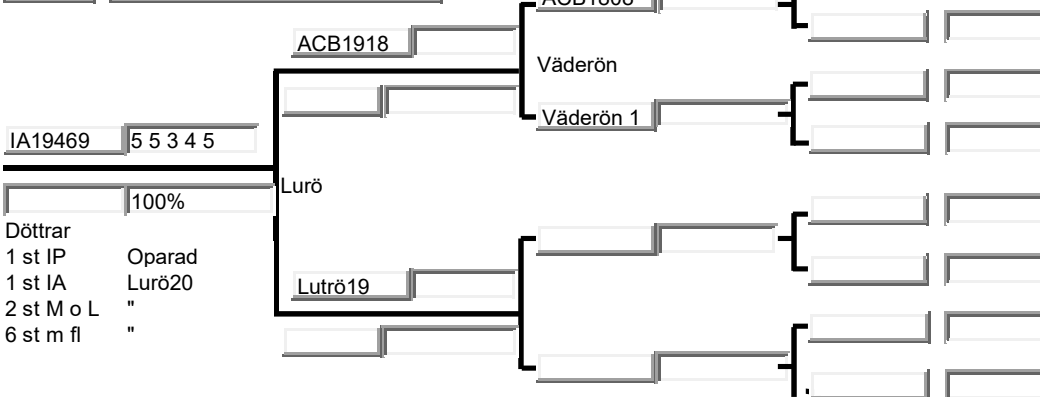 ACB1918
Väderön
Väderön 1
IA19469 5 5 3 4 5
Lurö
100%
Döttrar
1 st IP Oparad
1 st IA Lurö20
2 st M o L "
6 st m fl "
Lutrö19